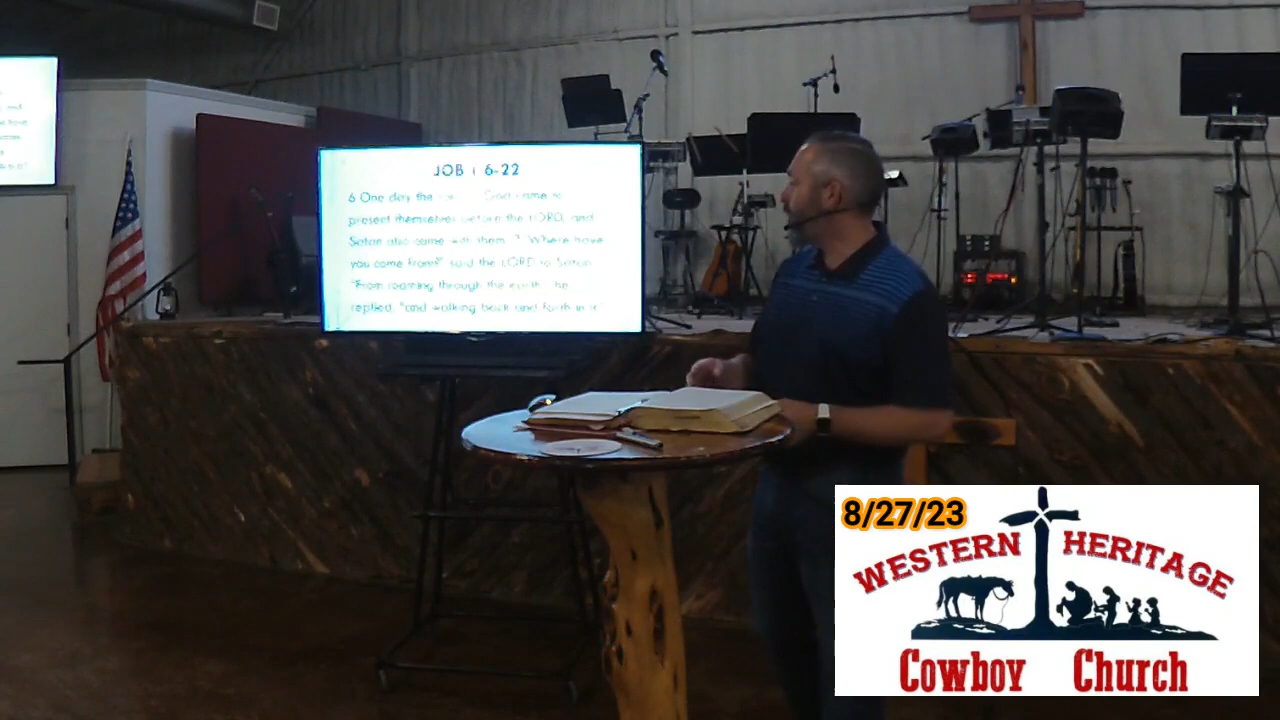 JOB 1 6-22
6 One day the God came to
present themselves before the LORD, and
Satan also came with them. 7 Where have
you come from?" said the LORD to Satan.
"From roaming through the earth," he
replied, "and walking back and forth in it."
8/27/23
WESTERN HERITAGE
COWBOY CHURCH